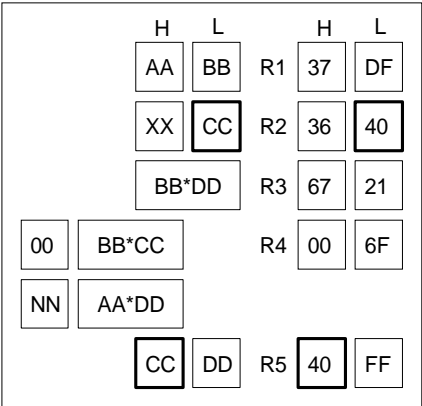 H L H L
AA BB R1 37 DF
XX CC R2 36 40
BB*DD R3 67 21
00 BB*CC R4 00 6F
NN AA*DD
CC DD R5 40 FF